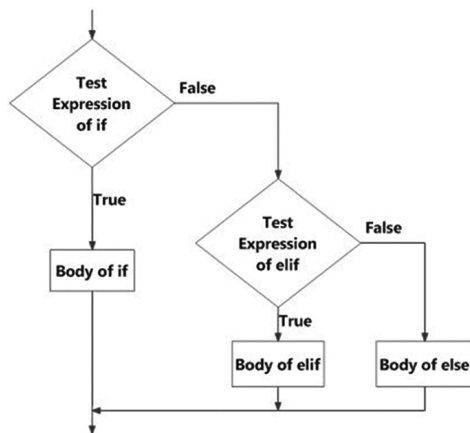 Test
Expression
of if
False
True
Body of if
Test
Expression
of elif
False
True
Body of elif
Body of else